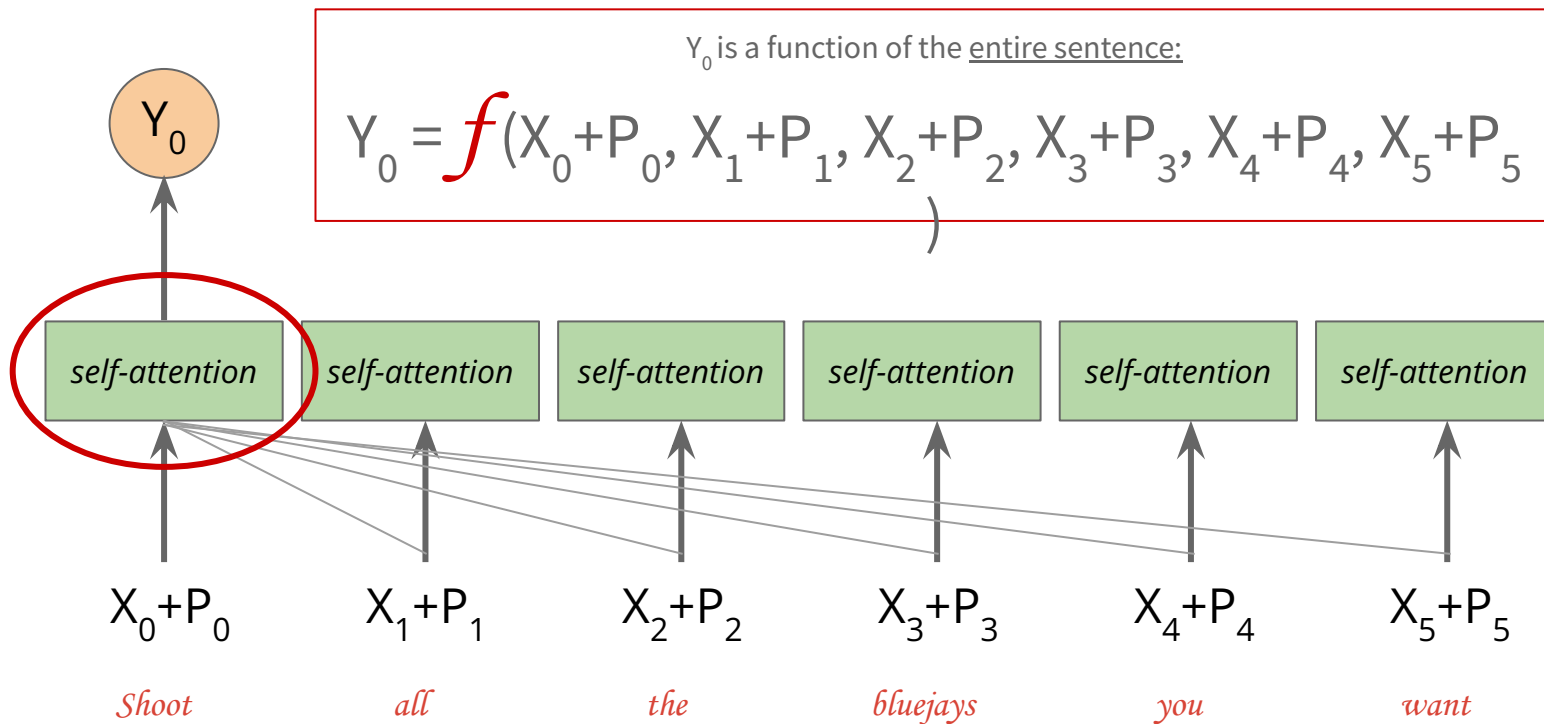 Y₀ is a function of the entire sentence:
Y₀ = f(X₀+P₀, X₁+P₁, X₂+P₂, X₃+P₃, X₄+P₄, X₅+P₅
)
Y₀
self-attention self-attention self-attention self-attention self-attention self-attention
X₀+P₀ X₁+P₁ X₂+P₂ X₃+P₃ X₄+P₄ X₅+P₅
Shoot all the bluejays you want